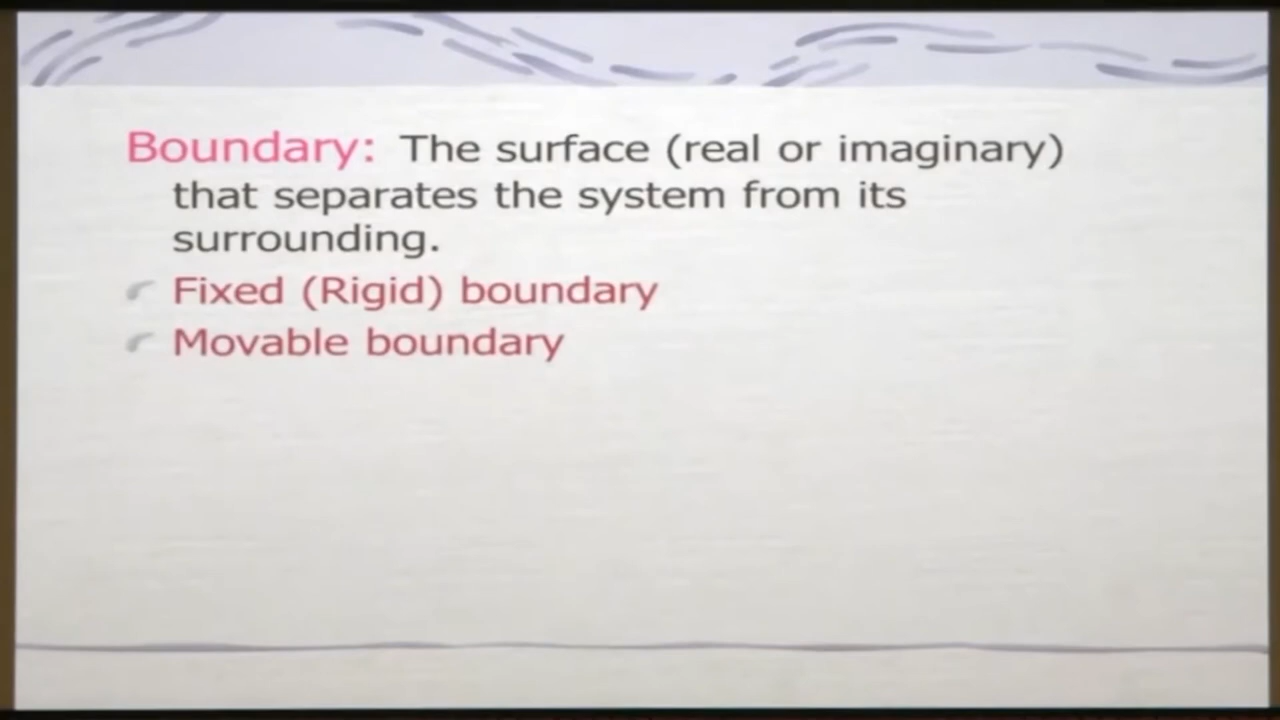 Boundary: The surface (real or imaginary)
that separates the system from its
surrounding.
Fixed (Rigid) boundary
Movable boundary